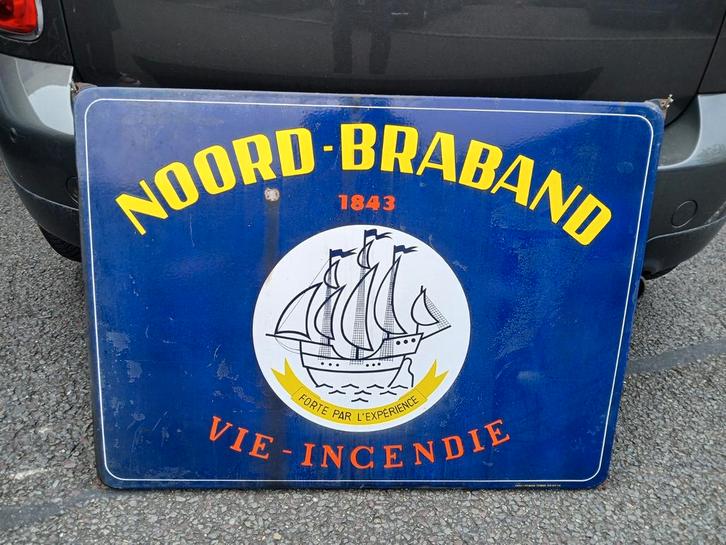 NOORD-BRABAND
1843
FORTE PAR L'EXPÉRIENCE
VIE-INCENDIE